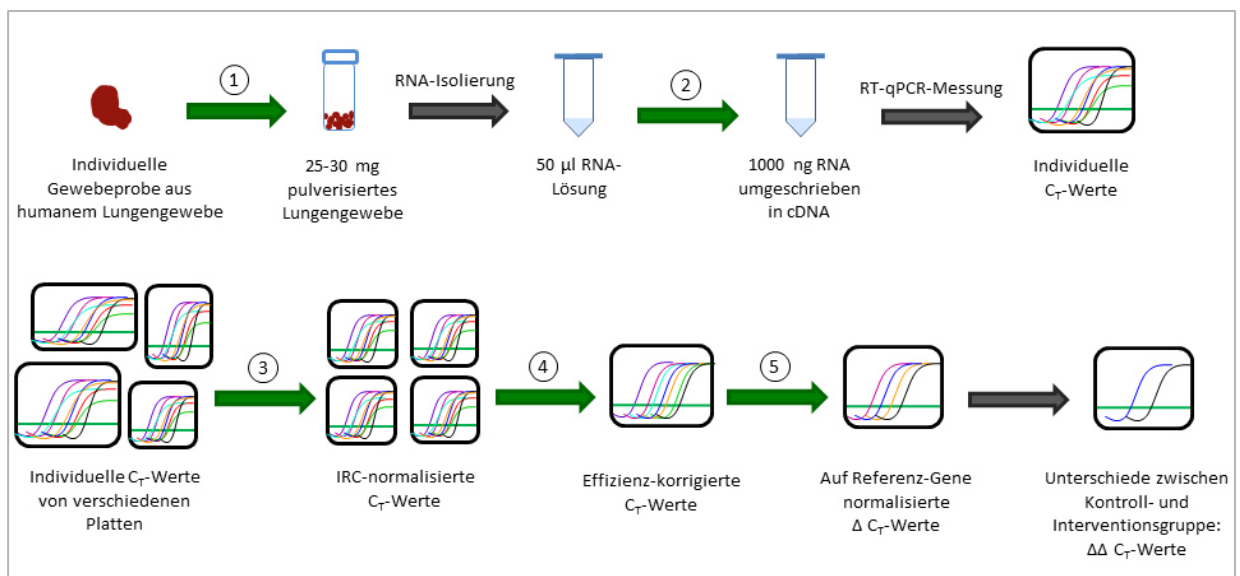 1
RNA-Isolierung
2
RT-qPCR-Messung
Individuelle
Gewebeprobe aus
humanem Lungengewebe
25-30 mg
pulverisiertes
Lungengewebe
50 µl RNA-
Lösung
1000 ng RNA
umgeschrieben
in cDNA
Individuelle
CT-Werte
3
4
5
Individuelle CT-Werte
von verschiedenen
Platten
IRC-normalisierte
CT-Werte
Effizienz-korrigierte
CT-Werte
Auf Referenz-Gene
normalisierte
Δ CT-Werte
Unterschiede zwischen
Kontroll- und
Interventionsgruppe:
ΔΔ CT-Werte